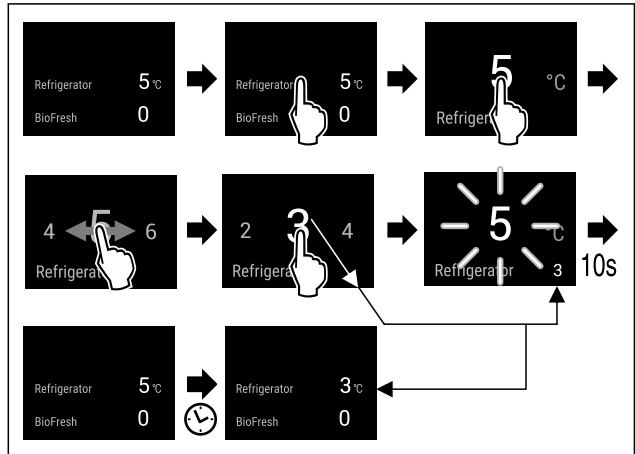 Refrigerator 5 °C
BioFresh 0
Refrigerator 5 °C
BioFresh 0
5 °C
4 5 6
2 3 4
5 °C
Refrigerator 3
10s
Refrigerator 5 °C
BioFresh 0
Refrigerator 3 °C
BioFresh 0